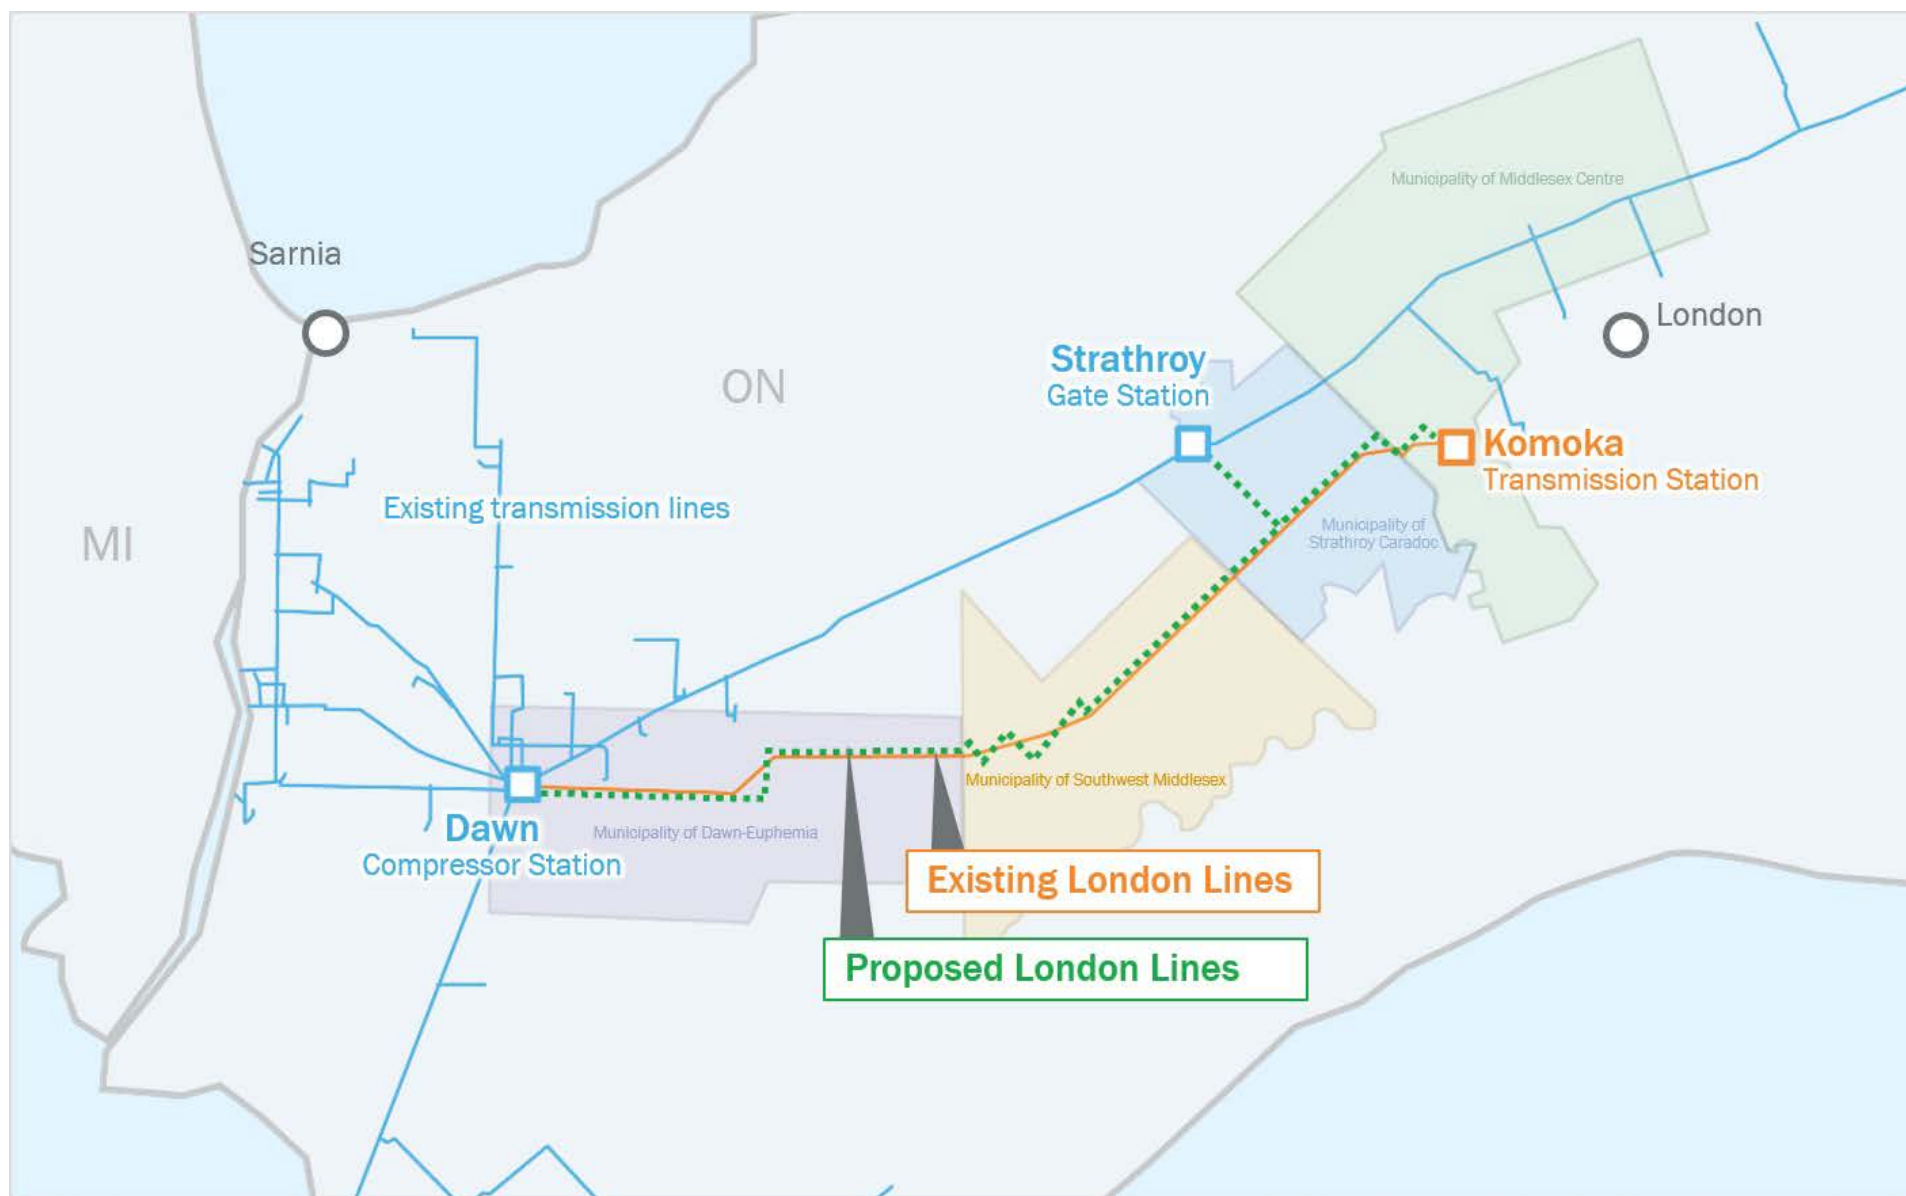 Municipality of Middlesex Centre
Sarnia
London
Strathroy
Gate Station
ON
Komoka
Transmission Station
Existing transmission lines
MI
Municipality of
Strathroy Caradoc
Municipality of Southwest Middlesex
Dawn
Compressor Station
Municipality of Dawn-Euphemia
Existing London Lines
Proposed London Lines